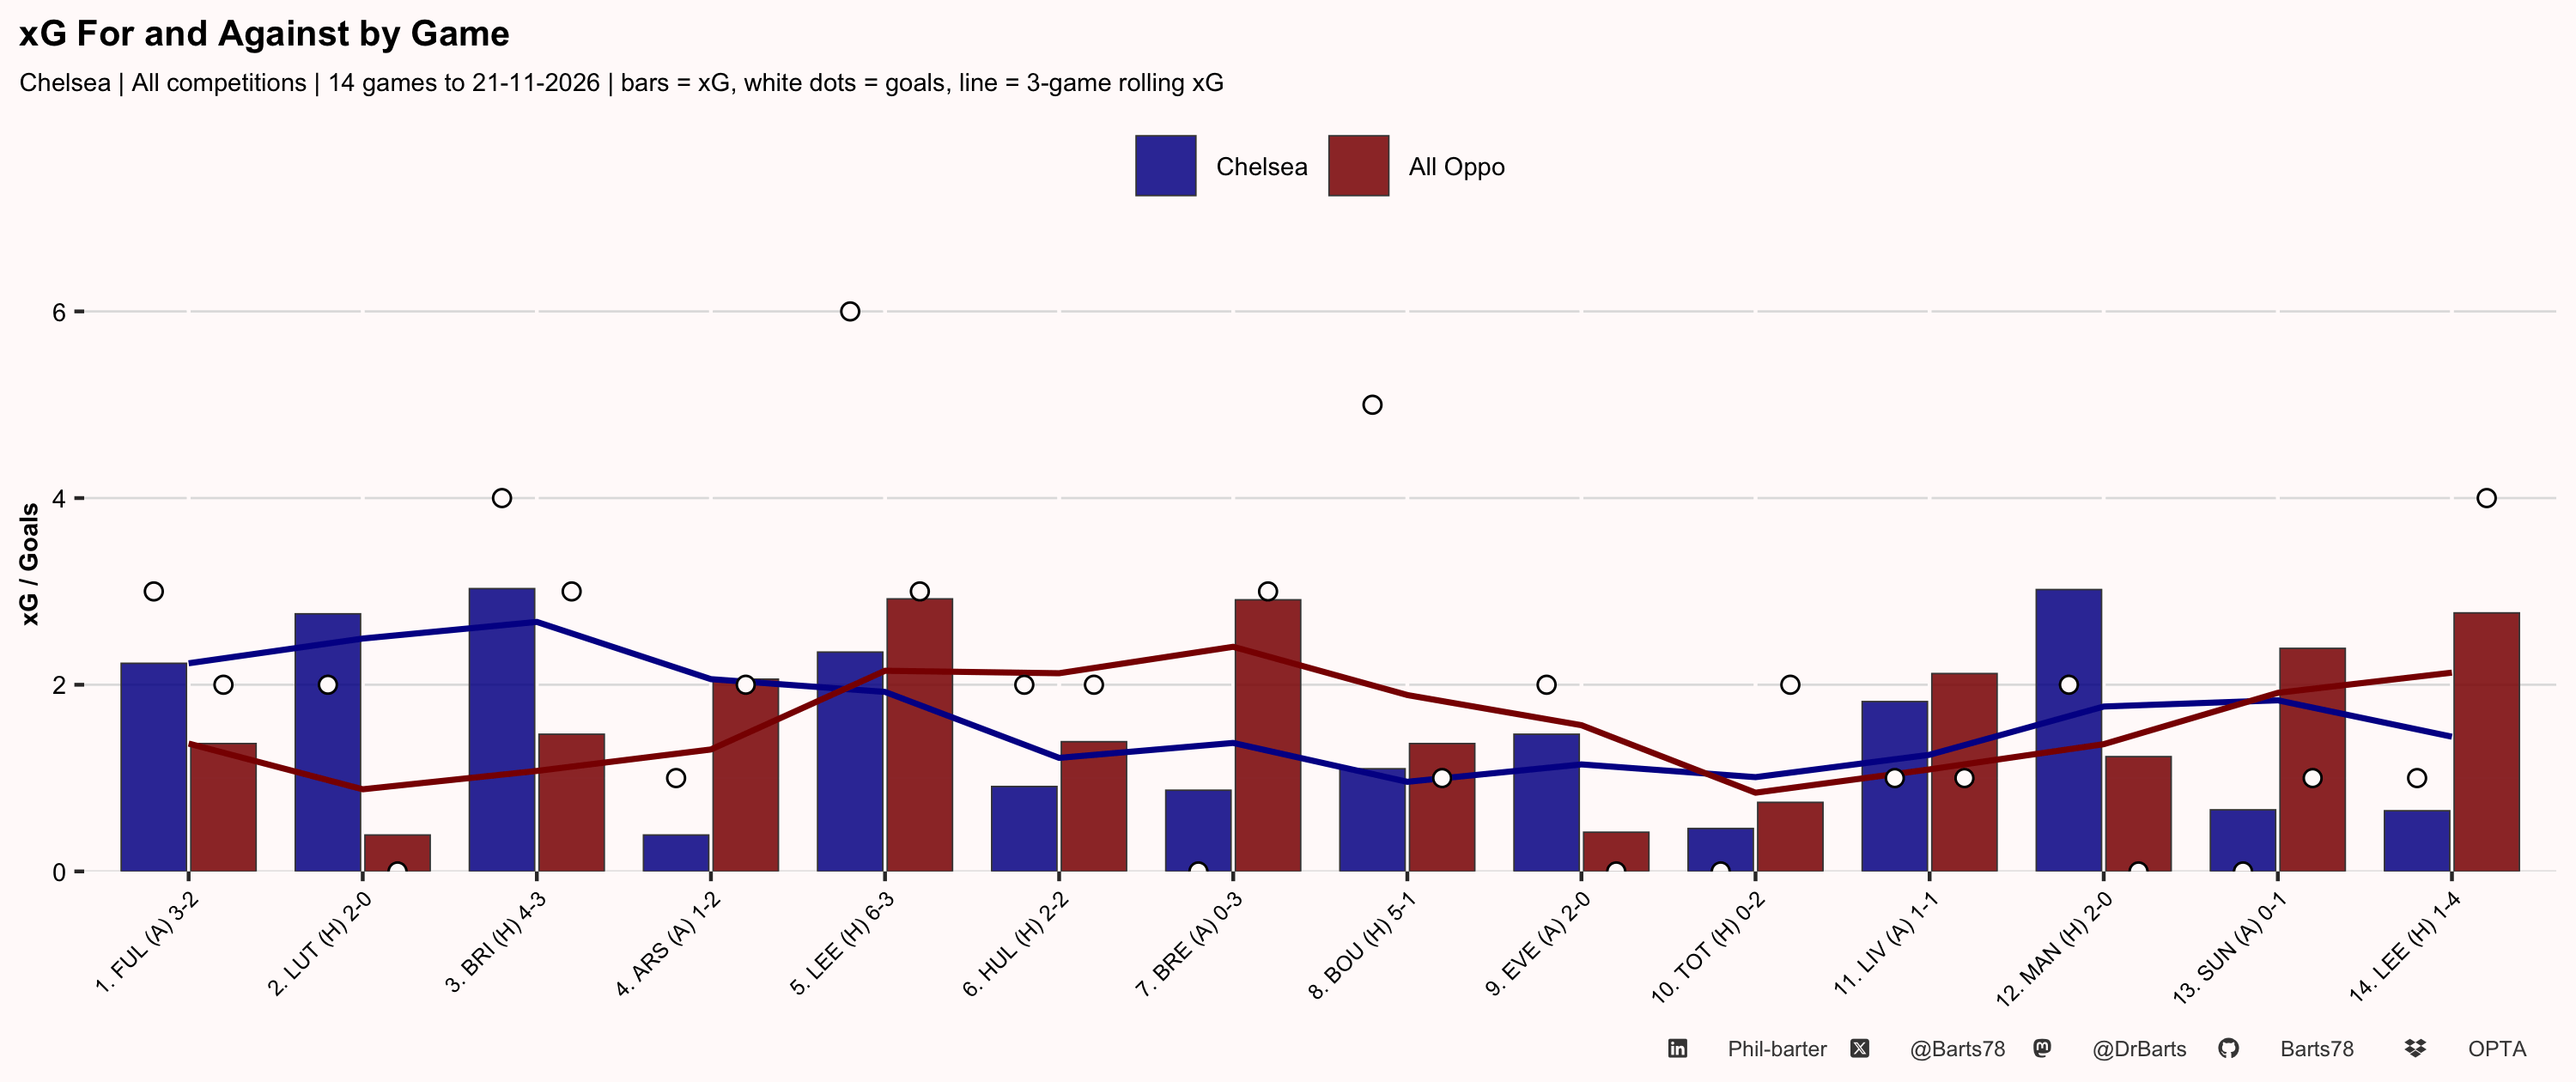 xG For and Against by Game
Chelsea | All competitions | 14 games to 21-11-2026 | bars = xG, white dots = goals, line = 3-game rolling xG
Chelsea
All Oppo
xG / Goals
6
4
2
0
1. FUL (A) 3-2
2. LUT (H) 2-0
3. BRI (H) 4-3
4. ARS (A) 1-2
5. LEE (H) 6-3
6. HUL (H) 2-2
7. BRE (A) 0-3
8. BOU (H) 5-1
9. EVE (A) 2-0
10. TOT (H) 0-2
11. LIV (A) 1-1
12. MAN (H) 2-0
13. SUN (A) 0-1
14. LEE (H) 1-4
Phil-barter @Barts78 @DrBarts Barts78 OPTA